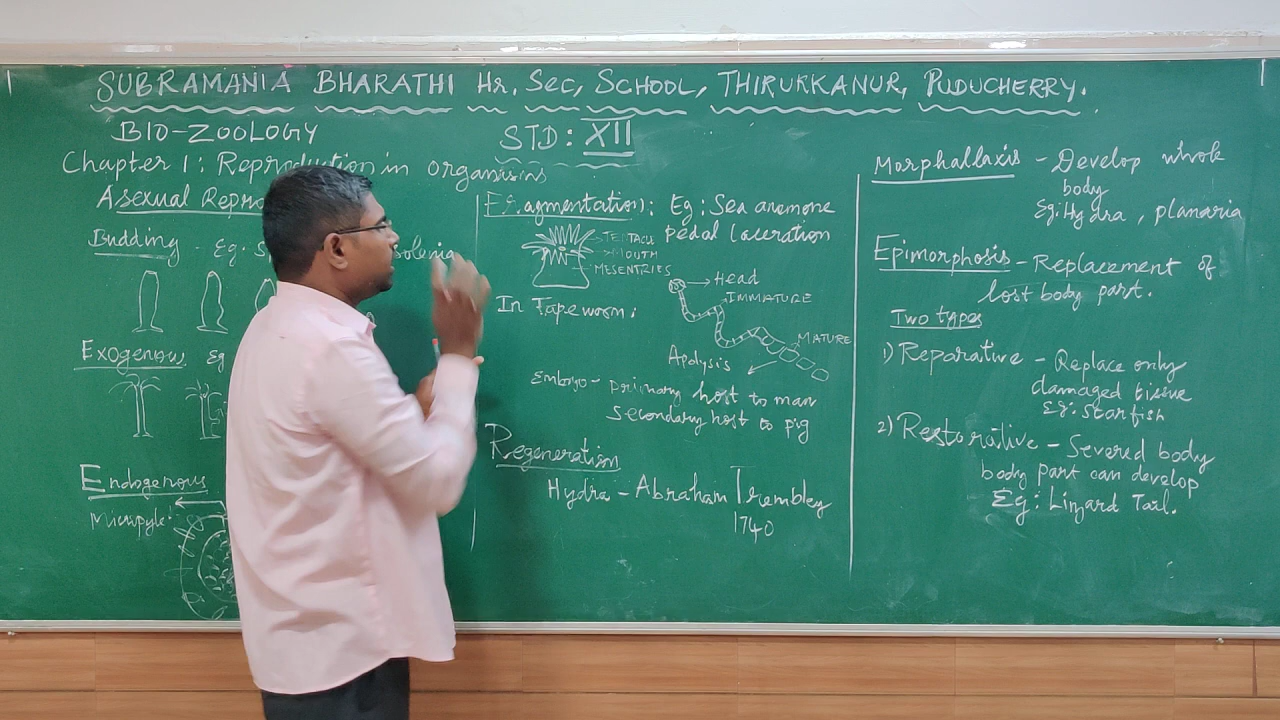 SUBRAMANIA BHARATHI Hr. Sec, SCHOOL, THIRUKKANUR, PUDUCHERRY.
BIO-ZOOLOGY
STD: XII
Chapter 1: Reproduction in organisms
Asexual Repro
Budding - Eg: S solenia
Exogenous Eg
Endogenous
Micropyle:
Fragmentation: Eg: Sea anemone
pedal laceration
TENTACLE
MOUTH
MESENTRIES
In Tapeworm:
Head
IMMATURE
MATURE
Apolysis
Embryo - primary host to man
secondary host to pig
Regeneration
Hydra - Abraham Trembley
1740
Morphallaxis - Develop whole
body
Eg: Hydra, planaria
Epimorphosis - Replacement of
lost body part.
Two types
1) Reparative - Replace only
damaged tissue
Eg: Starfish
2) Restorative - Severed body
body part can develop
Eg: Linzard Tail.